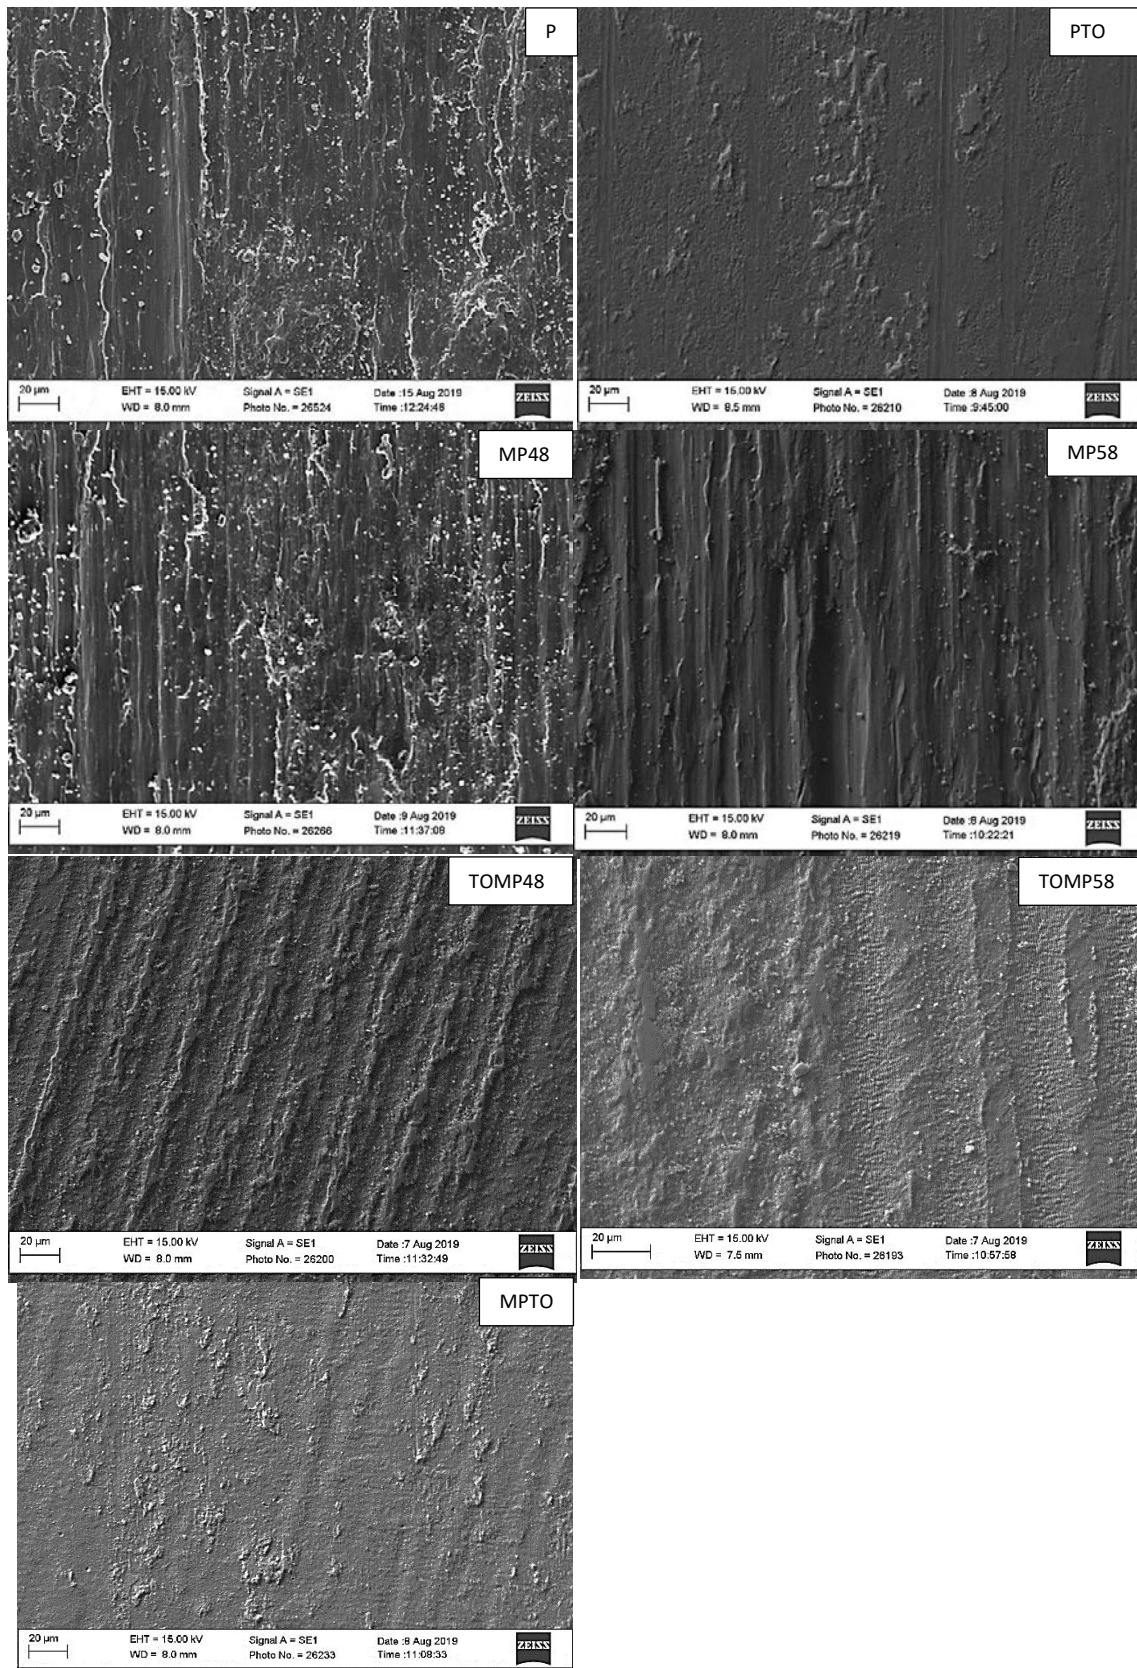 P
PTO
20 µm
EHT = 15.00 kV
Signal A = SE1
Date :15 Aug 2019
WD = 8.0 mm
Photo No. = 26524
Time :12:24:48
ZEISS
20 µm
EHT = 15.00 kV
Signal A = SE1
Date :8 Aug 2019
WD = 8.5 mm
Photo No. = 26210
Time :9:45:00
ZEISS
MP48
MP58
20 µm
EHT = 15.00 kV
Signal A = SE1
Date :9 Aug 2019
WD = 8.0 mm
Photo No. = 26266
Time :11:37:08
ZEISS
20 µm
EHT = 15.00 kV
Signal A = SE1
Date :8 Aug 2019
WD = 8.0 mm
Photo No. = 26219
Time :10:22:21
ZEISS
TOMP48
TOMP58
20 µm
EHT = 15.00 kV
Signal A = SE1
Date :7 Aug 2019
WD = 8.0 mm
Photo No. = 26200
Time :11:32:49
ZEISS
20 µm
EHT = 15.00 kV
Signal A = SE1
Date :7 Aug 2019
WD = 7.5 mm
Photo No. = 26193
Time :10:57:58
ZEISS
MPTO
20 µm
EHT = 15.00 kV
Signal A = SE1
Date :8 Aug 2019
WD = 8.0 mm
Photo No. = 26233
Time :11:08:33
ZEISS